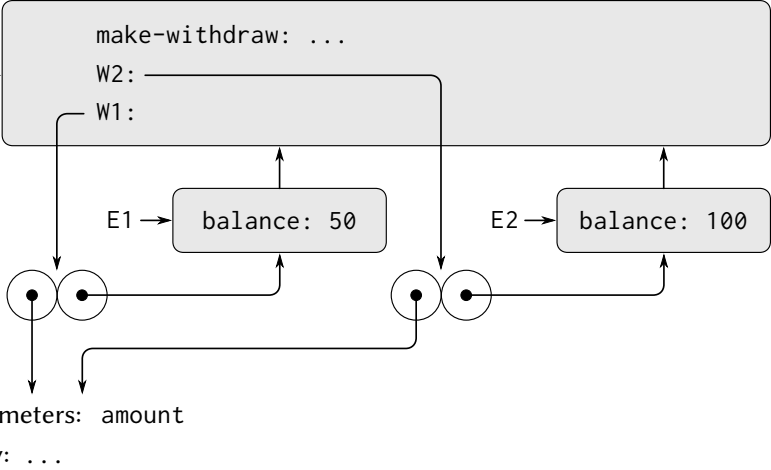 make-withdraw: ...
W2:
W1:
E1 balance: 50
E2 balance: 100
meters: amount
: ...